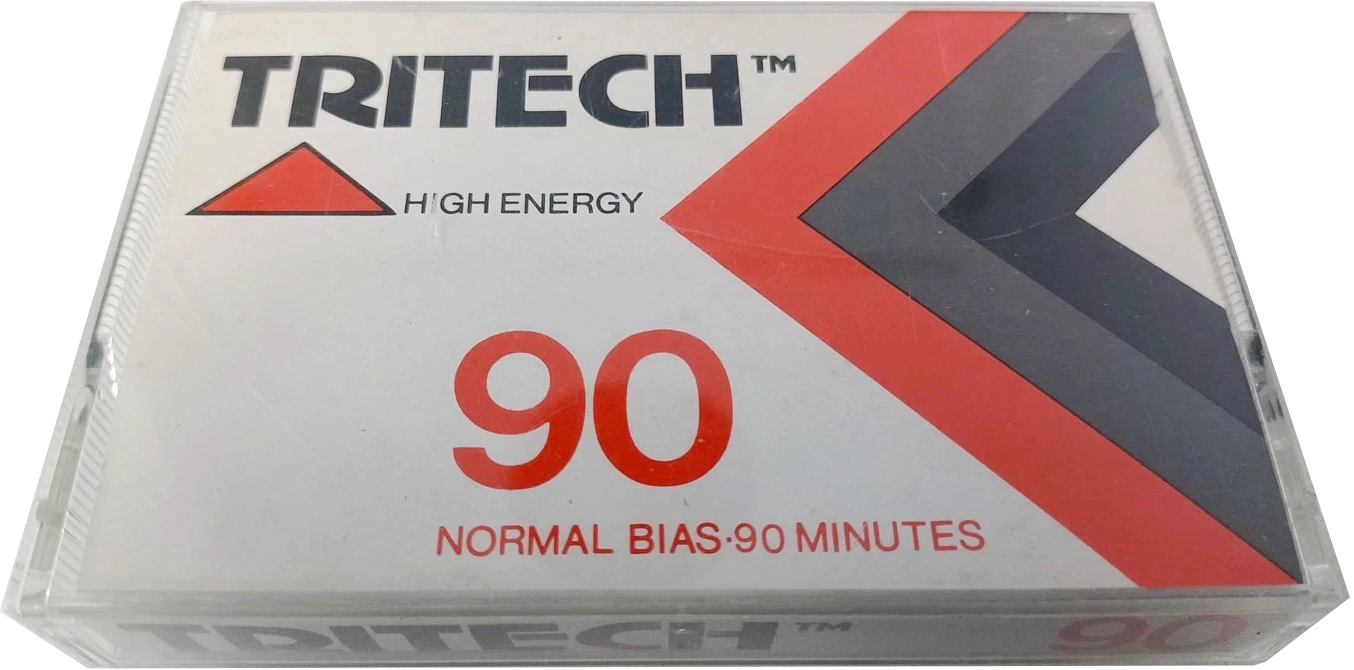 TRITECH™
HIGH ENERGY
90
NORMAL BIAS·90 MINUTES
TRITECH™ 90